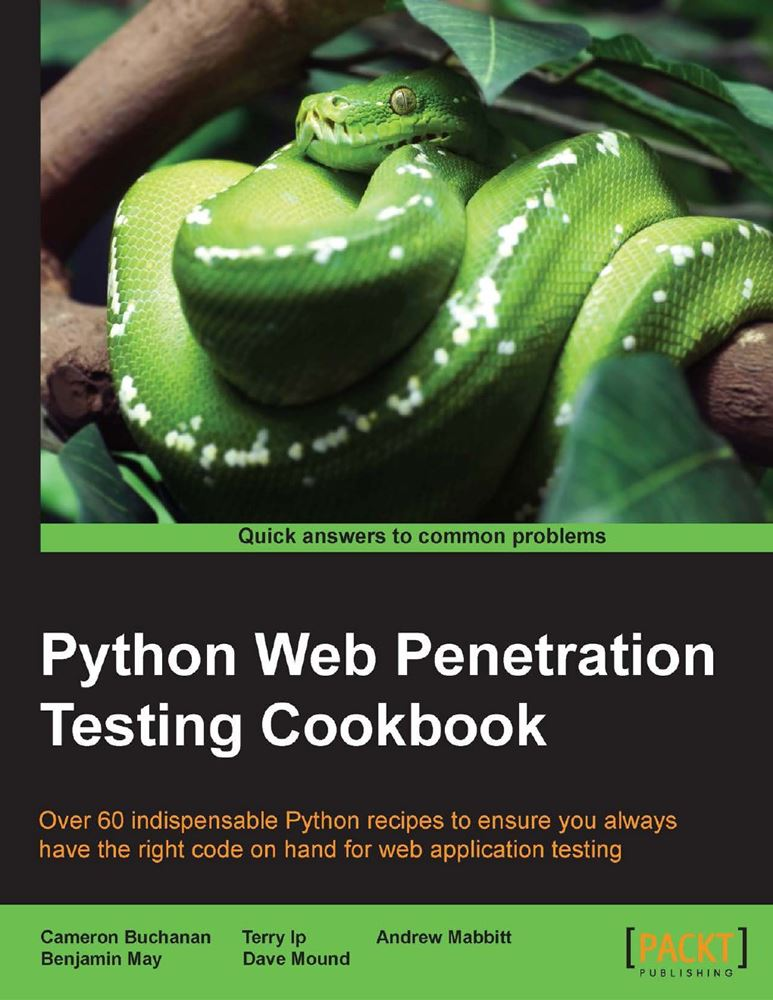 Quick answers to common problems
Python Web Penetration
Testing Cookbook
Over 60 indispensable Python recipes to ensure you always
have the right code on hand for web application testing
Cameron Buchanan Terry Ip Andrew Mabbitt
Benjamin May Dave Mound
[PACKT]
PUBLISHING